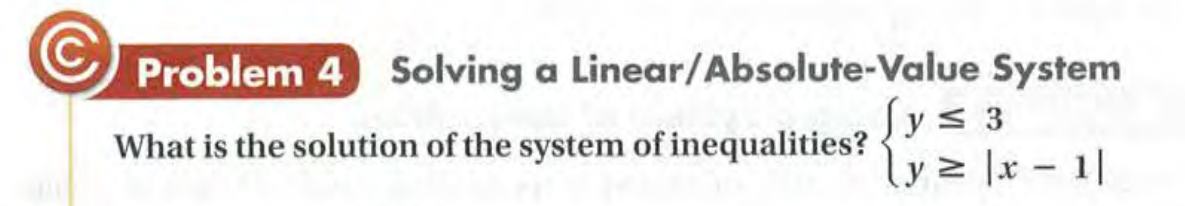 © Problem 4 Solving a Linear/Absolute-Value System
What is the solution of the system of inequalities? { y ≤ 3
y ≥ |x − 1|